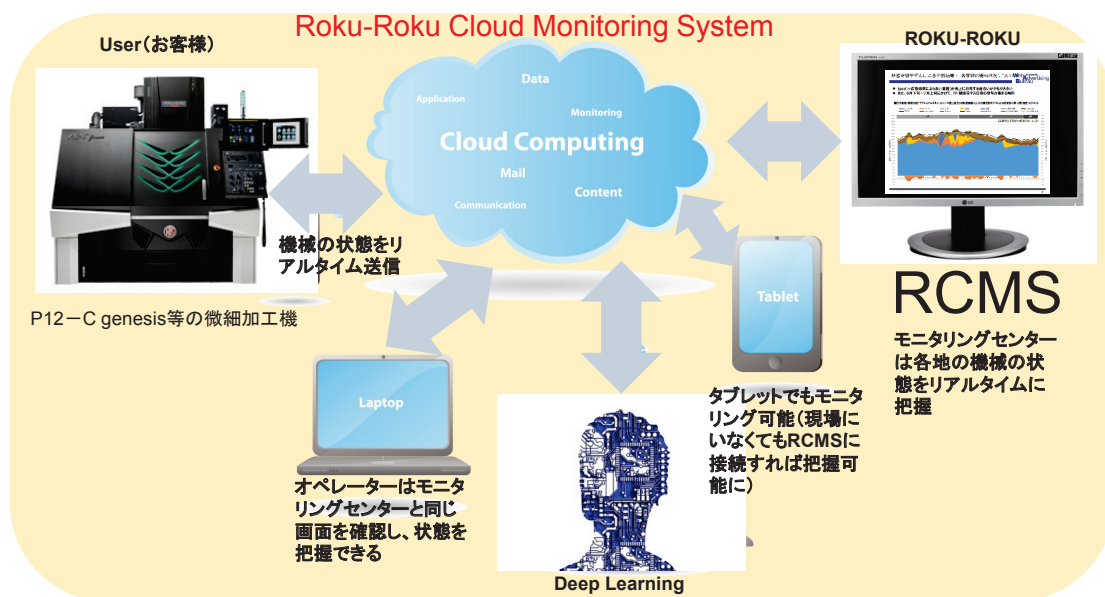 Roku-Roku Cloud Monitoring System
User（お客様）
ROKU-ROKU
Data
Application
Monitoring
Cloud Computing
Mail
Content
Communication
機械の状態をリ
アルタイム送信
P12－C genesis等の微細加工機
Tablet
RCMS
モニタリングセンター
は各地の機械の状
態をリアルタイムに
把握
Laptop
タブレットでもモニタ
リング可能（現場に
いなくてもRCMSに
接続すれば把握可
能に）
オペレーターはモニタ
リングセンターと同じ
画面を確認し、状態を
把握できる
Deep Learning